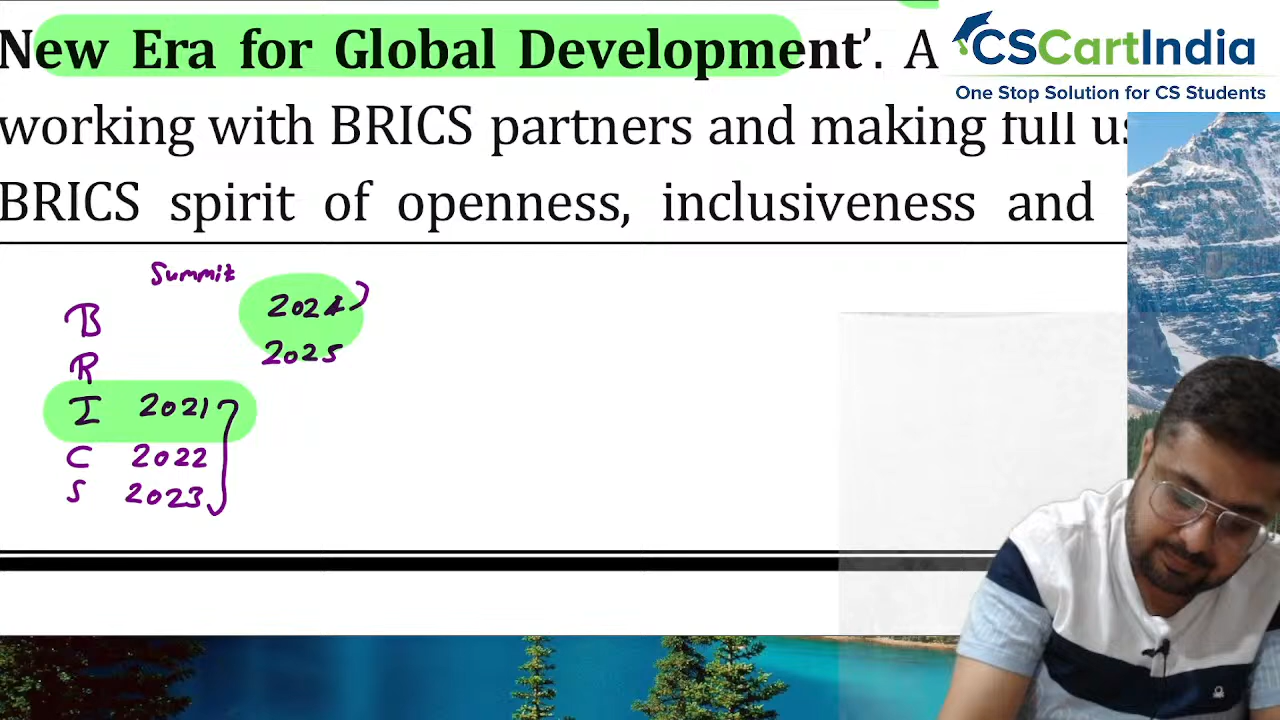 New Era for Global Development’. A
CSCartIndia
One Stop Solution for CS Students
working with BRICS partners and making full us
BRICS spirit of openness, inclusiveness and
Summit
B 2024
R 2025
I 2021
C 2022
S 2023